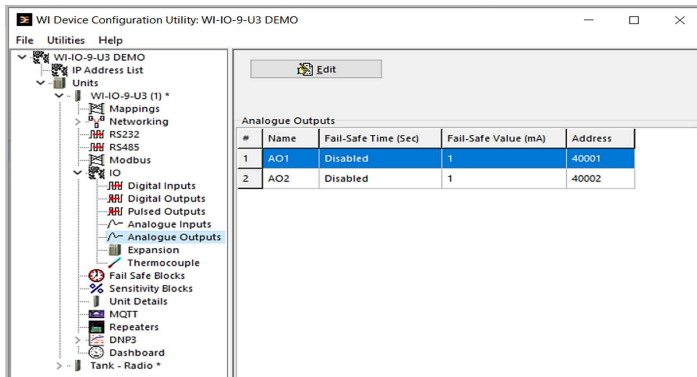 WI Device Configuration Utility: WI-IO-9-U3 DEMO
File Utilities Help
WI-IO-9-U3 DEMO
IP Address List
Units
WI-IO-9-U3 (1) *
Mappings
Networking
RS232
RS485
Modbus
IO
Digital Inputs
Digital Outputs
Pulsed Outputs
Analogue Inputs
Analogue Outputs
Expansion
Thermocouple
Fail Safe Blocks
Sensitivity Blocks
Unit Details
MQTT
Repeaters
DNP3
Dashboard
Tank - Radio *
Edit
Analogue Outputs
# Name Fail-Safe Time (Sec) Fail-Safe Value (mA) Address
1 AO1 Disabled 1 40001
2 AO2 Disabled 1 40002